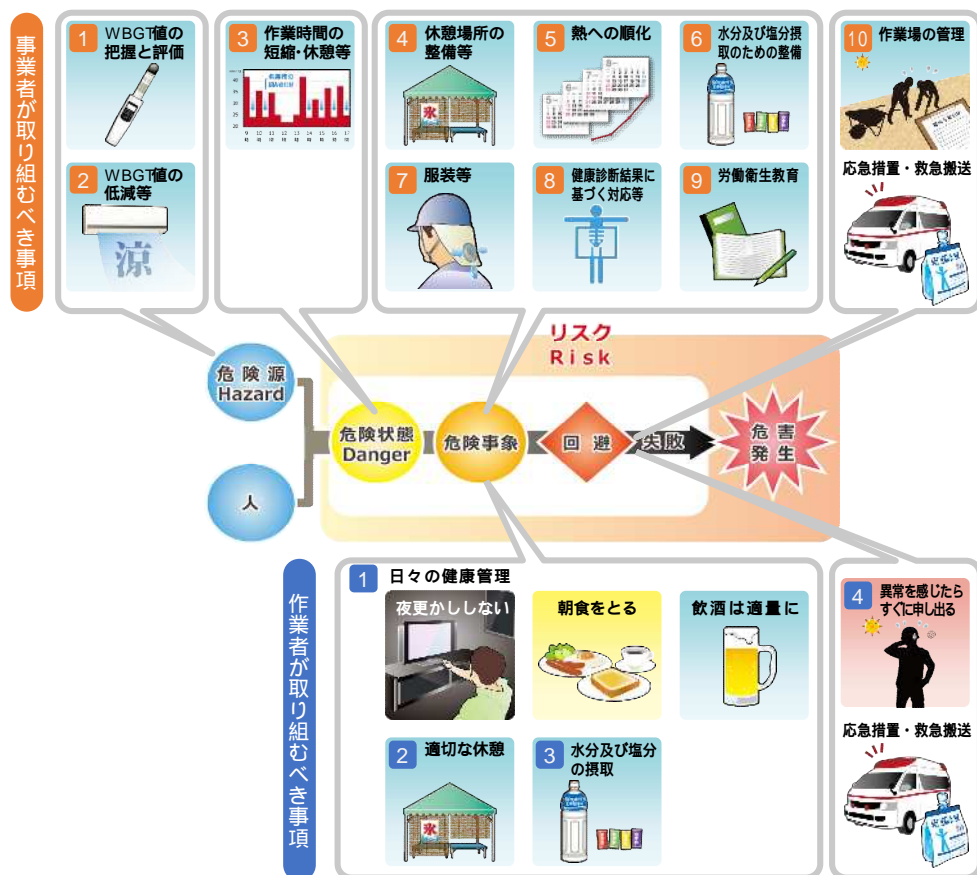 事業者が取り組むべき事項
1
WBGT値の
把握と評価
2
WBGT値の
低減等
涼
3
作業時間の
短縮・休憩等
4
休憩場所の
整備等
氷
5
熱への順化
6
水分及び塩分摂
取のための整備
7
服装等
8
健康診断結果に
基づく対応等
9
労働衛生教育
10
作業場の管理
応急措置・救急搬送
リスク
Risk
危険源
Hazard
人
危険状態
Danger
危険事象
回避
失敗
危害
発生
作業者が取り組むべき事項
1
日々の健康管理
夜更かししない
朝食をとる
飲酒は適量に
2
適切な休憩
氷
3
水分及び塩分
の摂取
4
異常を感じたら
すぐに申し出る
応急措置・救急搬送